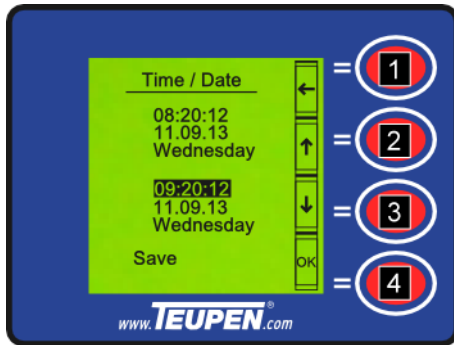 Time / Date
08:20:12
11.09.13
Wednesday
09:20:12
11.09.13
Wednesday
Save
←
↑
↓
OK
= 1
= 2
= 3
= 4
www.TEUPEN®.com